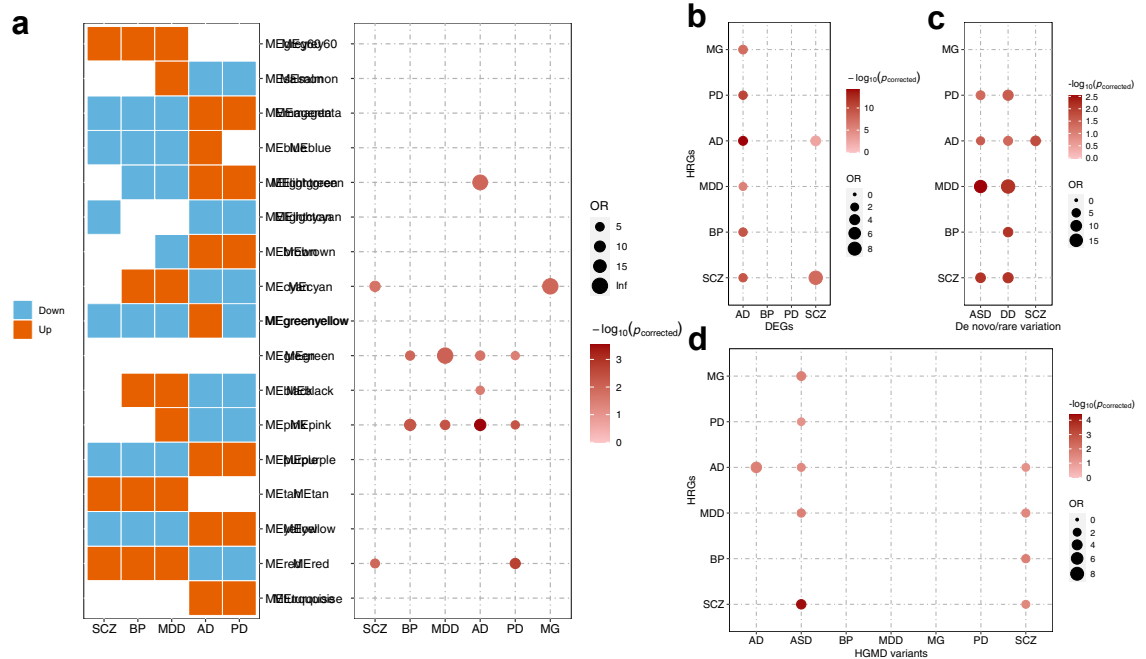 a
MEgrey60
MEsalmon
MEmagenta
MEblue
MElightgreen
MElightcyan
MEbrown
MEcyan
MEgreenyellow
MEgreen
MEblack
MEpink
MEpurple
MEtan
MEyellow
MEred
MEturquoise
Down
Up
SCZ BP MDD AD PD
SCZ BP MDD AD PD MG
OR
5
10
15
Inf
−log10(pcorrected)
3
2
1
0
b
MG
PD
AD
MDD
BP
SCZ
HRGs
AD BP PD SCZ
DEGs
−log10(pcorrected)
10
5
0
OR
0
2
4
6
8
c
MG
PD
AD
MDD
BP
SCZ
ASD DD SCZ
De novo/rare variation
-log10(pcorrected)
2.5
2.0
1.5
1.0
0.5
0.0
OR
0
5
10
15
d
MG
PD
AD
MDD
BP
SCZ
HRGs
AD ASD BP MDD MG PD SCZ
HGMD variants
-log10(pcorrected)
4
3
2
1
0
OR
0
2
4
6
8